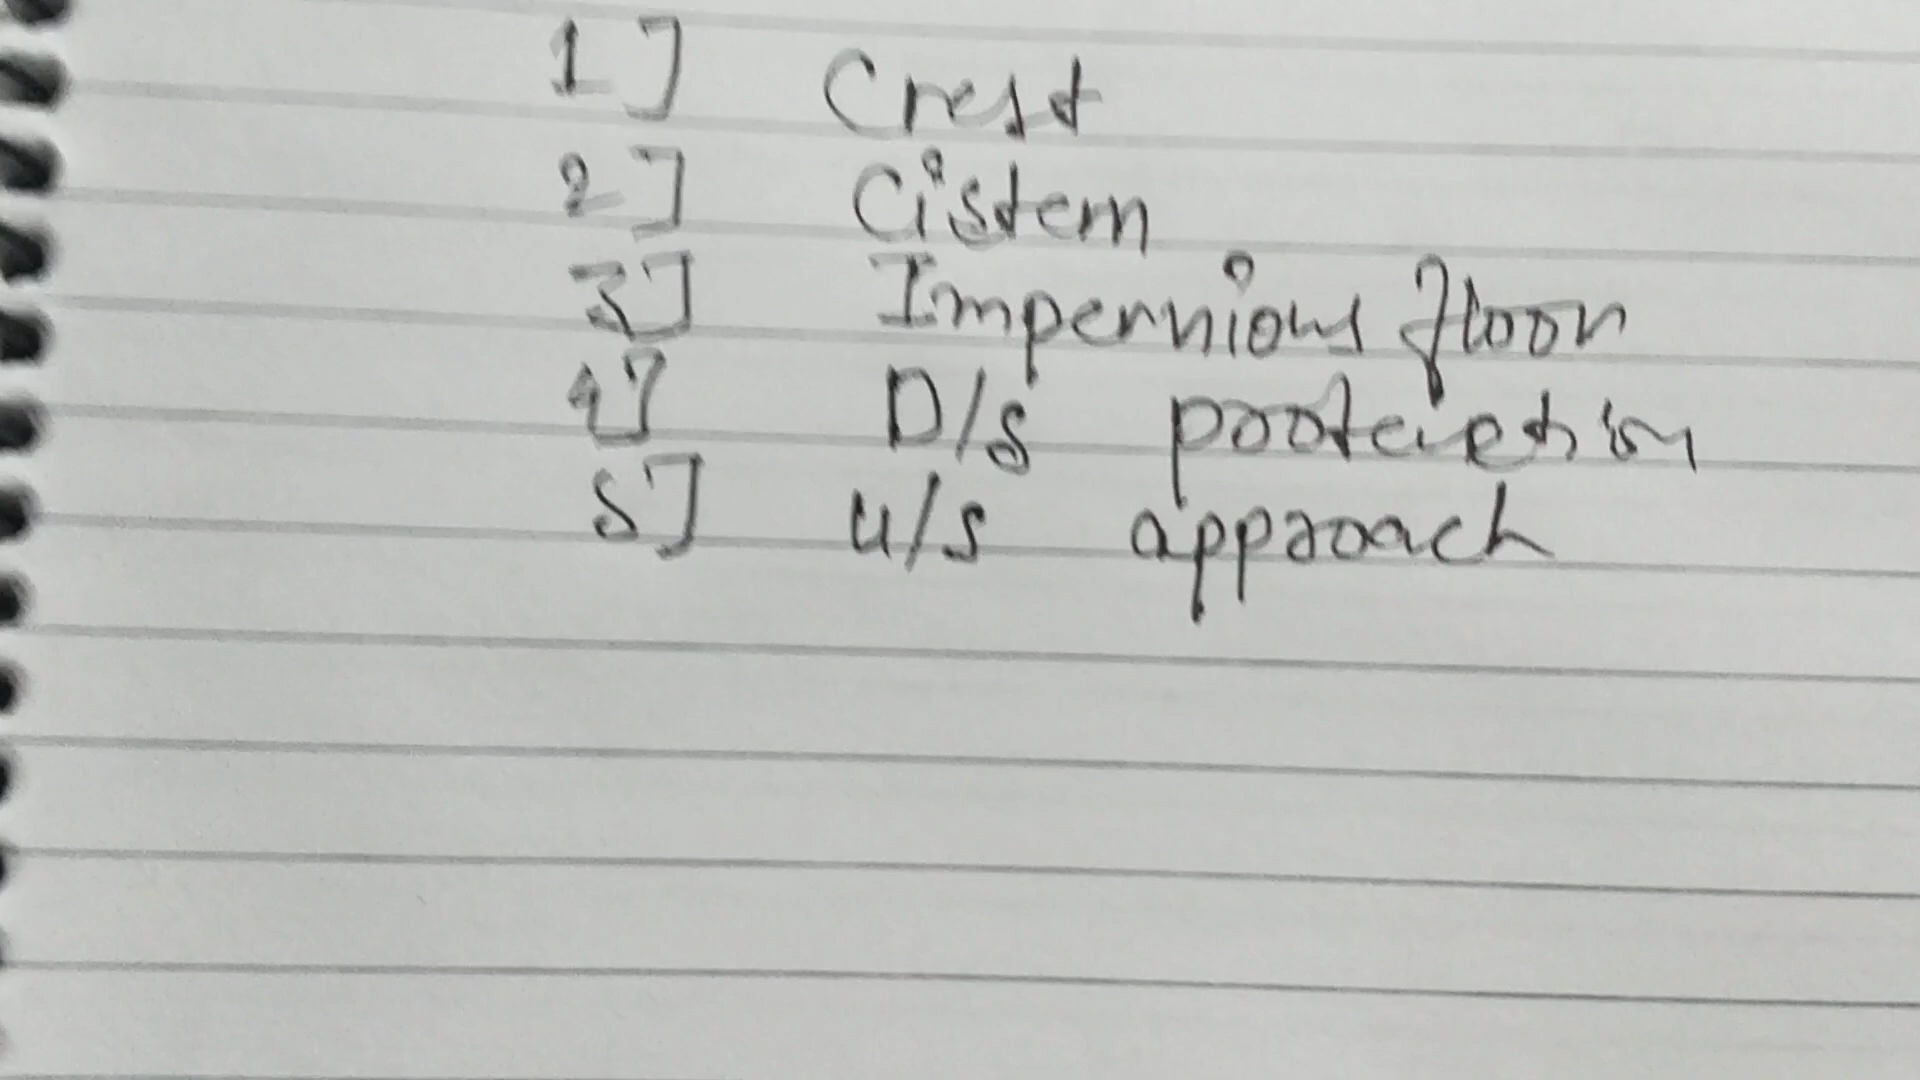 1] Crest
2] Cistern
3] Impervious floor
4] D/s protection
5] u/s approach